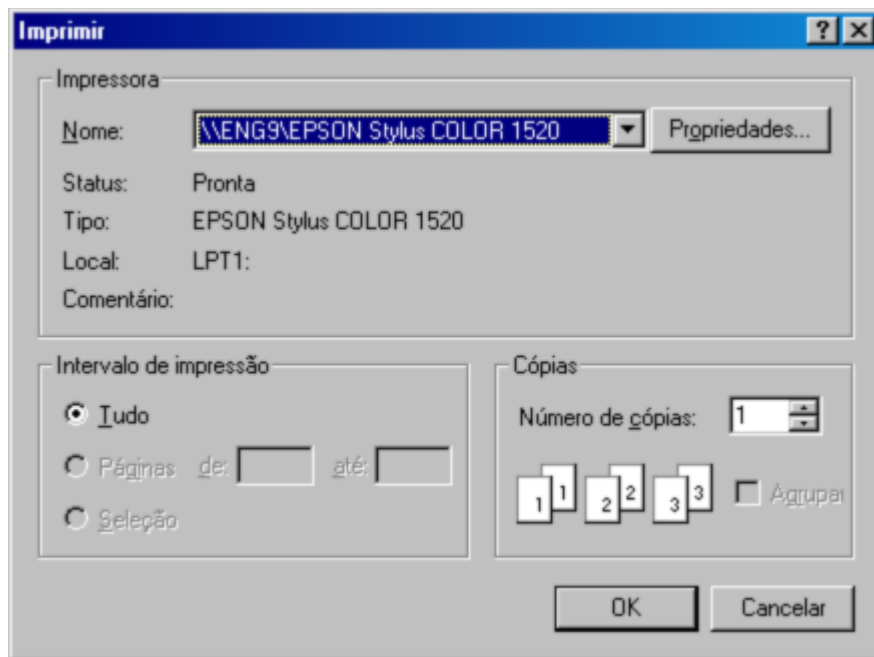 Imprimir
Impressora
Nome: \\ENG9\EPSON Stylus COLOR 1520 Propriedades...
Status: Pronta
Tipo: EPSON Stylus COLOR 1520
Local: LPT1:
Comentário:
Intervalo de impressão
Tudo
Páginas de: até:
Seleção
Cópias
Número de cópias: 1
1 1 2 2 3 3 Agrupar
OK Cancelar